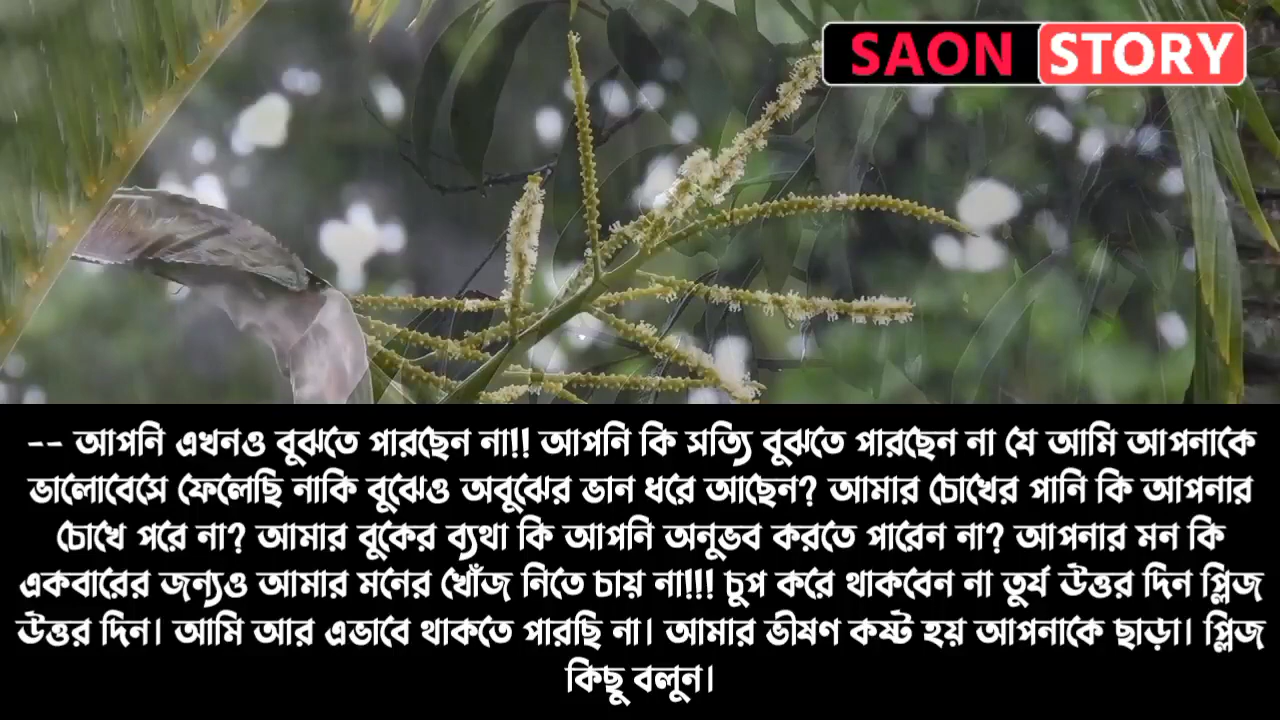 SAON STORY
-- আপনি এখনও বুঝতে পারছেন না!! আপনি কি সত্যি বুঝতে পারছেন না যে আমি আপনাকে
ভালোবেসে ফেলেছি নাকি বুঝেও অবুঝের ভান ধরে আছেন? আমার চোখের পানি কি আপনার
চোখে পরে না? আমার বুকের ব্যথা কি আপনি অনুভব করতে পারেন না? আপনার মন কি
একবারের জন্যও আমার মনের খোঁজ নিতে চায় না!!! চুপ করে থাকবেন না তুর্য উত্তর দিন প্লিজ
উত্তর দিন। আমি আর এভাবে থাকতে পারছি না। আমার ভীষণ কষ্ট হয় আপনাকে ছাড়া। প্লিজ
কিছু বলুন।